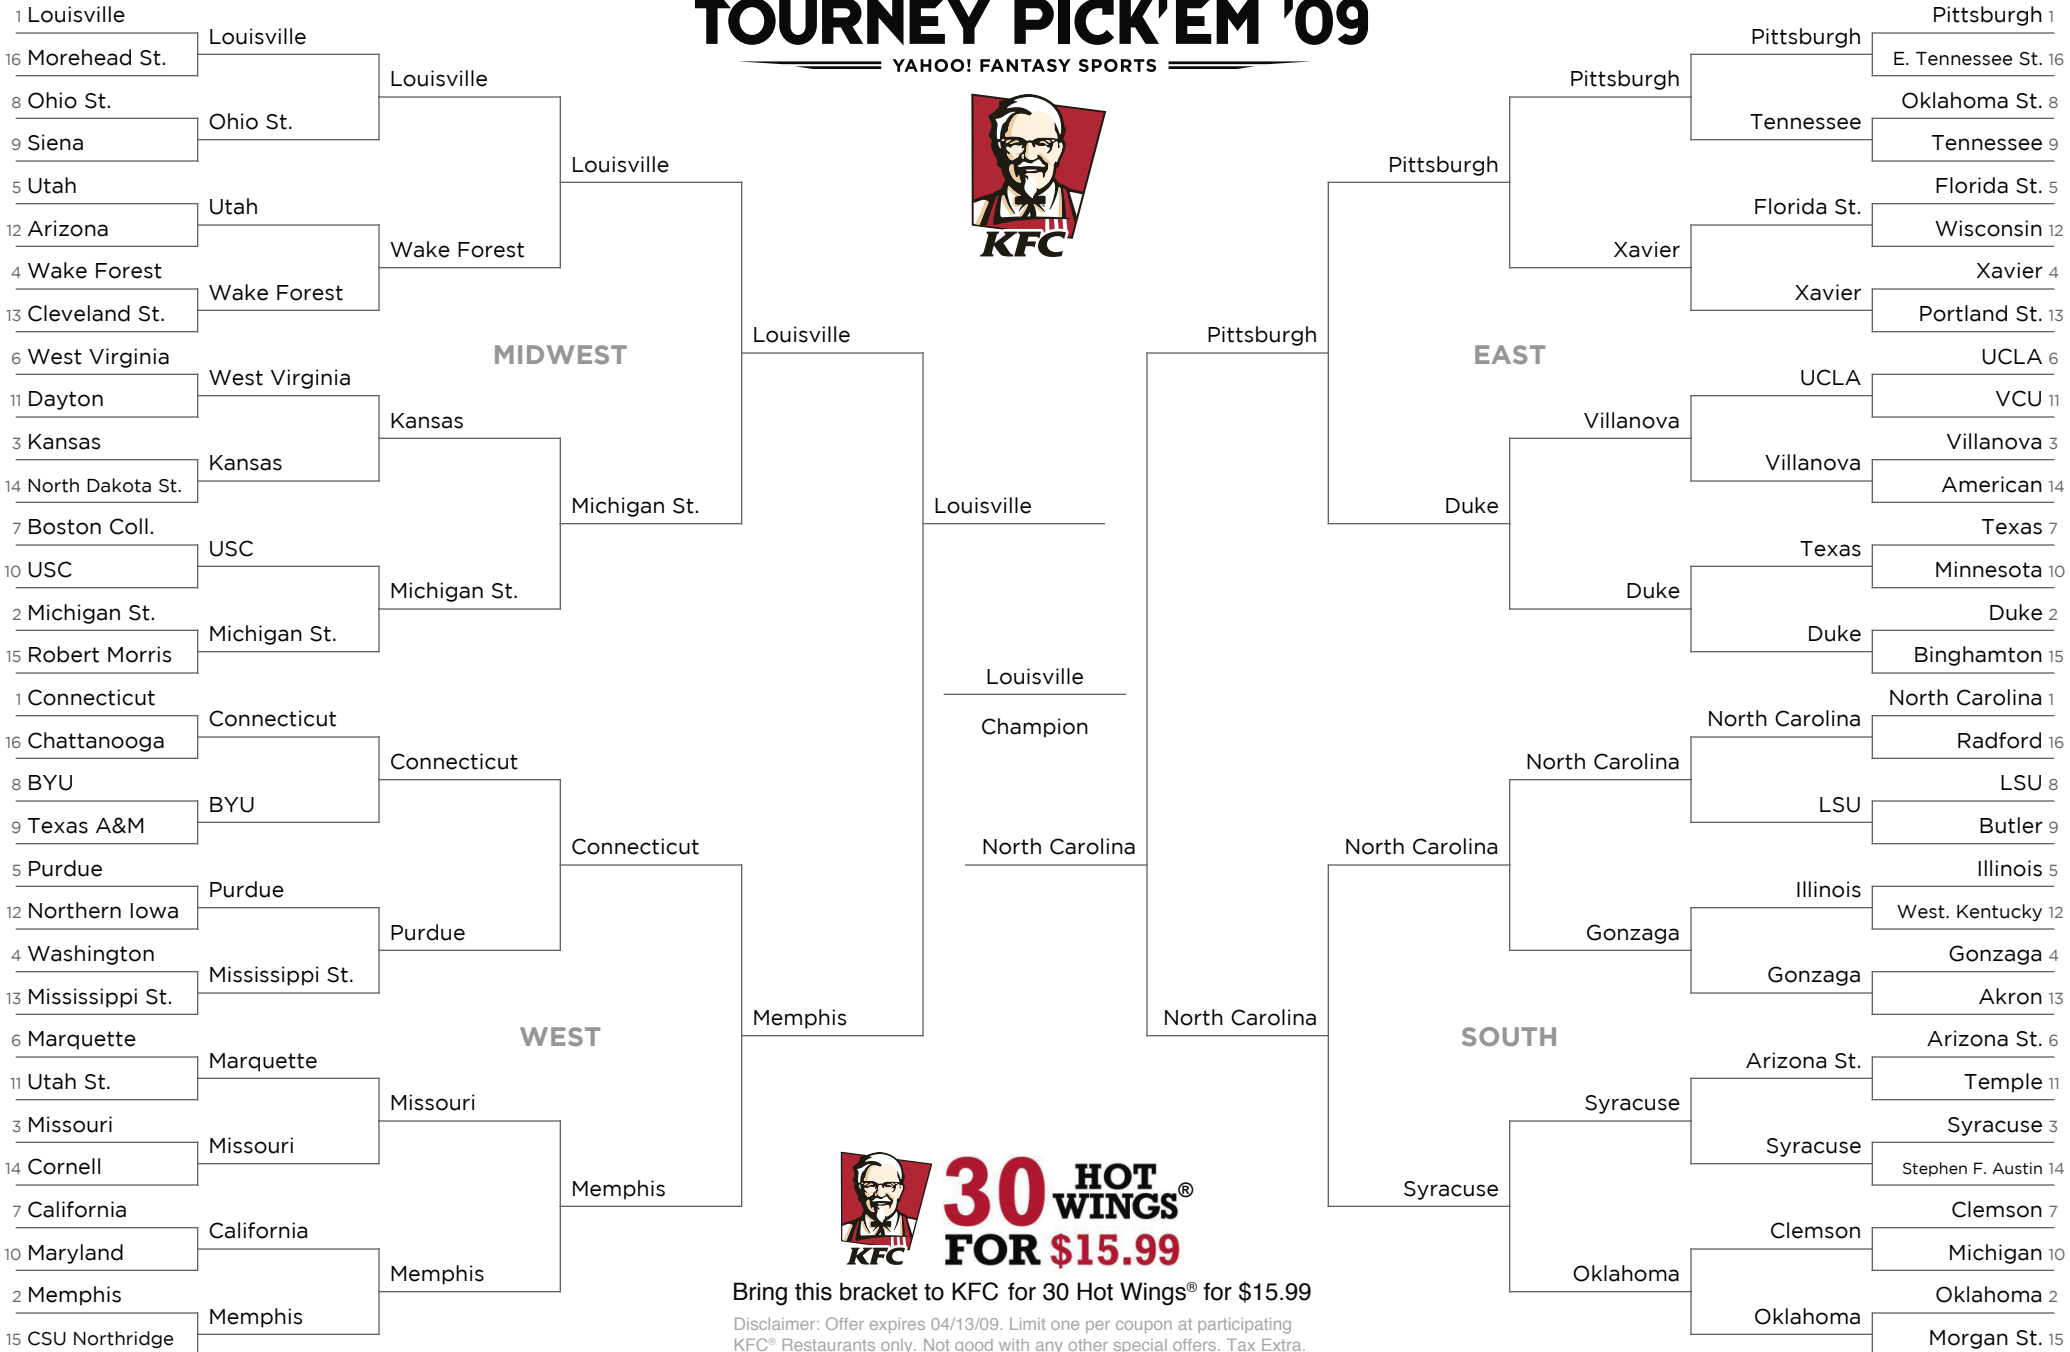 TOURNEY PICK'EM '09
YAHOO! FANTASY SPORTS
KFC
1 Louisville
16 Morehead St.
8 Ohio St.
9 Siena
5 Utah
12 Arizona
4 Wake Forest
13 Cleveland St.
6 West Virginia
11 Dayton
3 Kansas
14 North Dakota St.
7 Boston Coll.
10 USC
2 Michigan St.
15 Robert Morris
Louisville
Ohio St.
Utah
Wake Forest
West Virginia
Kansas
USC
Michigan St.
Louisville
Wake Forest
Kansas
Michigan St.
Louisville
Michigan St.
MIDWEST
Louisville
1 Connecticut
16 Chattanooga
8 BYU
9 Texas A&M
5 Purdue
12 Northern Iowa
4 Washington
13 Mississippi St.
6 Marquette
11 Utah St.
3 Missouri
14 Cornell
7 California
10 Maryland
2 Memphis
15 CSU Northridge
Connecticut
BYU
Purdue
Mississippi St.
Marquette
Missouri
California
Memphis
Connecticut
Purdue
Missouri
Memphis
Connecticut
Memphis
WEST
Memphis
Louisville
Louisville
Champion
North Carolina
Pittsburgh
EAST
Pittsburgh
Duke
Pittsburgh
Xavier
Villanova
Duke
Pittsburgh
Tennessee
Florida St.
Xavier
UCLA
Villanova
Texas
Duke
Pittsburgh 1
E. Tennessee St. 16
Oklahoma St. 8
Tennessee 9
Florida St. 5
Wisconsin 12
Xavier 4
Portland St. 13
UCLA 6
VCU 11
Villanova 3
American 14
Texas 7
Minnesota 10
Duke 2
Binghamton 15
North Carolina
SOUTH
North Carolina
Syracuse
North Carolina
Gonzaga
Syracuse
Oklahoma
North Carolina
LSU
Illinois
Gonzaga
Arizona St.
Syracuse
Clemson
Oklahoma
North Carolina 1
Radford 16
LSU 8
Butler 9
Illinois 5
West. Kentucky 12
Gonzaga 4
Akron 13
Arizona St. 6
Temple 11
Syracuse 3
Stephen F. Austin 14
Clemson 7
Michigan 10
Oklahoma 2
Morgan St. 15
KFC
30 HOT WINGS®
FOR $15.99
Bring this bracket to KFC for 30 Hot Wings® for $15.99
Disclaimer: Offer expires 04/13/09. Limit one per coupon at participating
KFC® Restaurants only. Not good with any other special offers. Tax Extra.